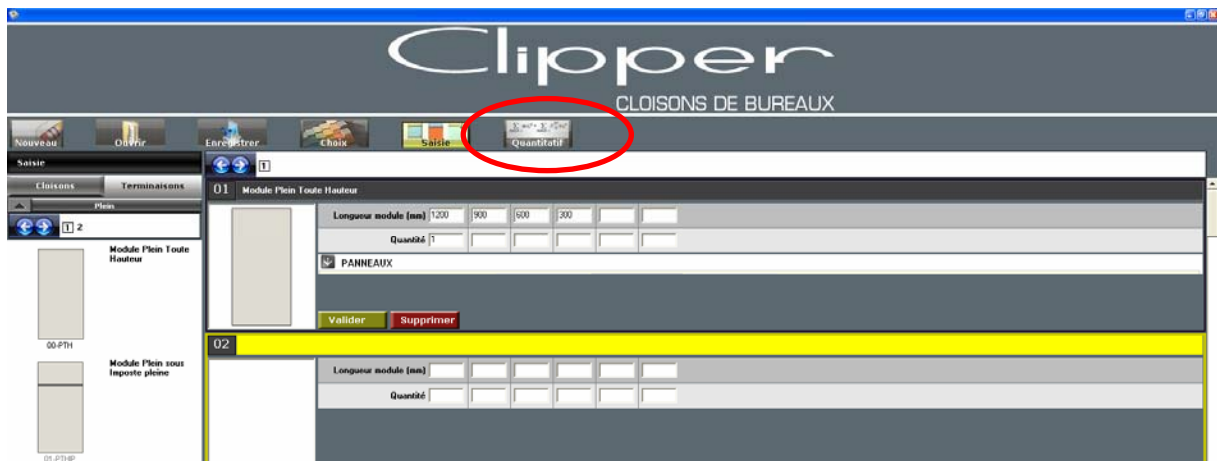 Clipper
CLOISONS DE BUREAUX
Nouveau Ouvrir Enregistrer Choix Saisie Quantitatif
Saisie
1
Cloisons Terminaisons
Plein
1 2
Module Plein Toute
Hauteur
00-PTH
Module Plein sous
Imposte pleine
01-PTHIP
01 Module Plein Toute Hauteur
Longueur module (mm) 1200 900 600 300
Quantité 1
PANNEAUX
Valider Supprimer
02
Longueur module (mm)
Quantité